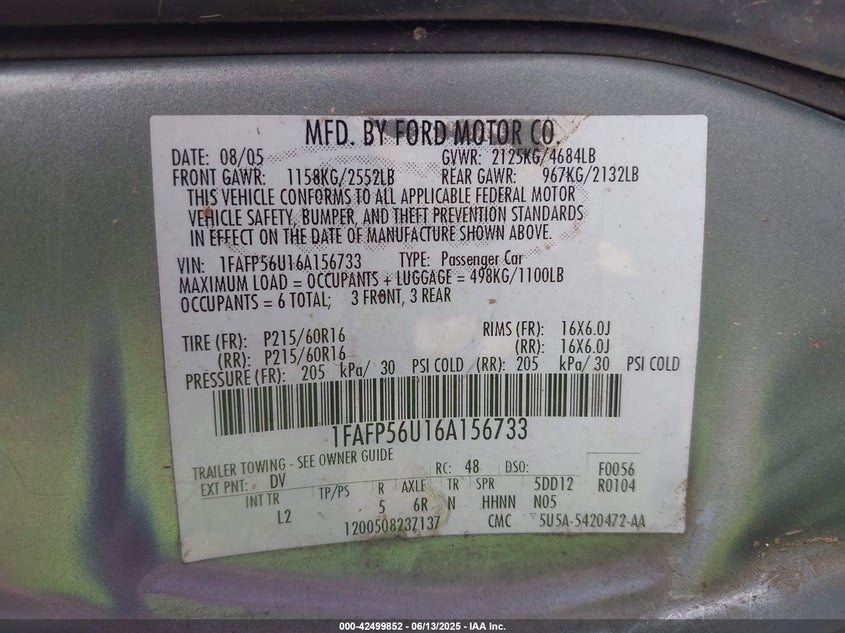 MFD. BY FORD MOTOR CO.
DATE: 08/05 GVWR: 2125KG/4684LB
FRONT GAWR: 1158KG/2552LB REAR GAWR: 967KG/2132LB
THIS VEHICLE CONFORMS TO ALL APPLICABLE FEDERAL MOTOR
VEHICLE SAFETY, BUMPER, AND THEFT PREVENTION STANDARDS
IN EFFECT ON THE DATE OF MANUFACTURE SHOWN ABOVE.
VIN: 1FAFP56U16A156733 TYPE: Passenger Car
MAXIMUM LOAD = OCCUPANTS + LUGGAGE = 498KG/1100LB
OCCUPANTS = 6 TOTAL; 3 FRONT, 3 REAR
TIRE (FR): P215/60R16 RIMS (FR): 16X6.0J
(RR): P215/60R16 (RR): 16X6.0J
PRESSURE (FR): 205 kPa/ 30 PSI COLD (RR): 205 kPa/ 30 PSI COLD
1FAFP56U16A156733
TRAILER TOWING - SEE OWNER GUIDE RC: 48 DSO: F0056
EXT PNT: DV R0104
INT TR TP/PS R AXLE TR SPR 5DD12
L2 5 6R N HHNN N05
1200508237137 CMC 5U5A-5420472-AA
000-42499852 - 06/13/2025 - IAA Inc.